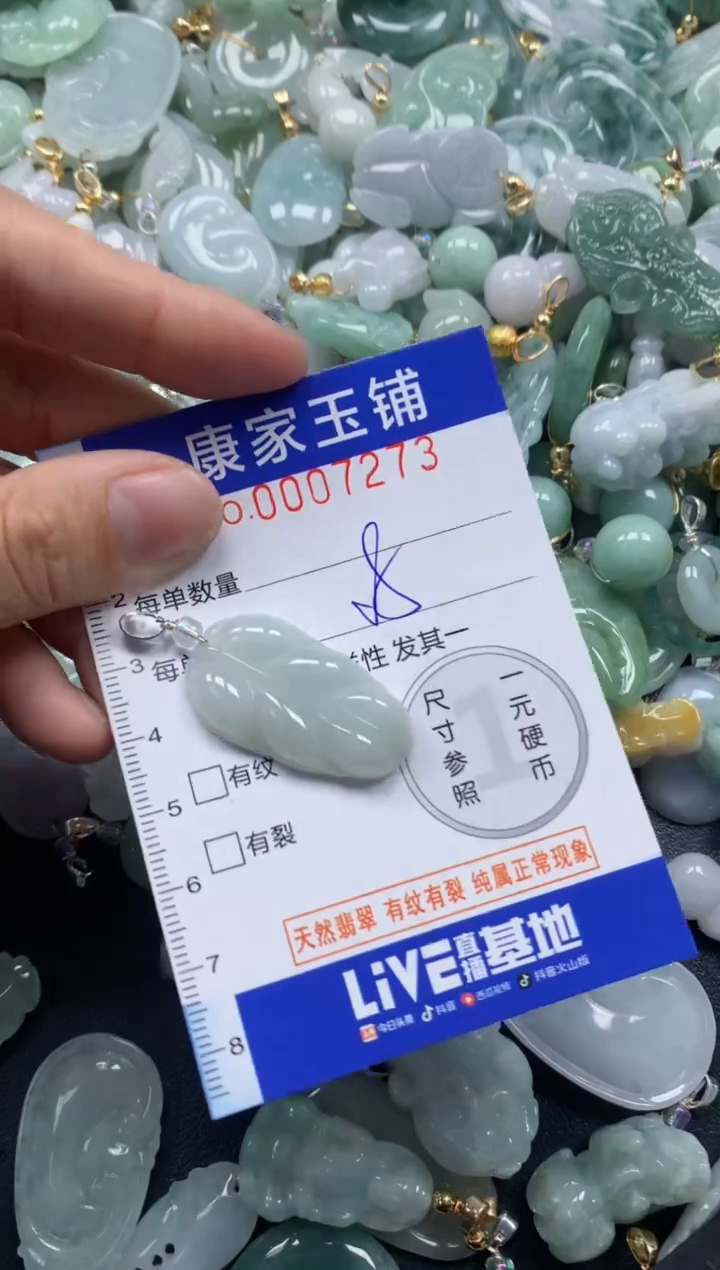 康家玉铺
o.0007273
2 每单数量
3 每单 性 发其一
4
一元硬币
尺寸参照
5 有纹
6 有裂
天然翡翠 有纹有裂 纯属正常现象
7
LiVE直播基地
8 今日头条 抖音 西瓜视频 抖音火山版